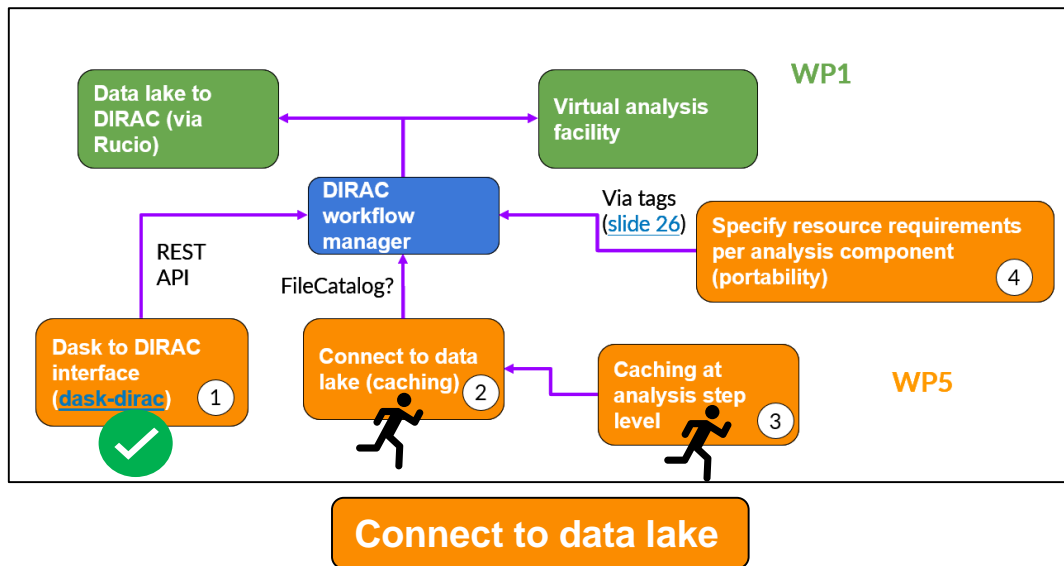 WP1
Data lake to
DIRAC (via
Rucio)
Virtual analysis
facility
DIRAC
workflow
manager
Via tags
(slide 26)
Specify resource requirements
per analysis component
(portability)
4
REST
API
FileCatalog?
Dask to DIRAC
interface
(dask-dirac)
1
Connect to data
lake (caching)
2
Caching at
analysis step
level
3
WP5
Connect to data lake